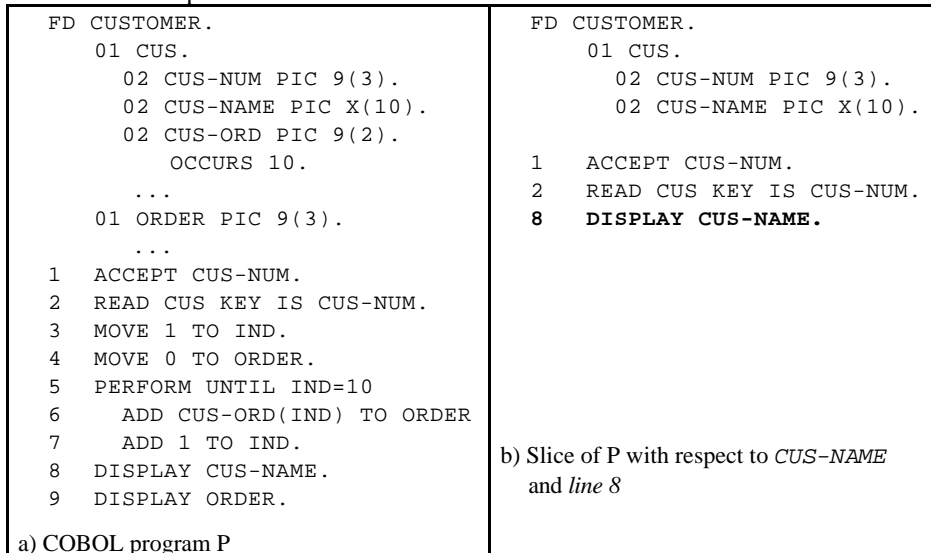 FD CUSTOMER.
01 CUS.
02 CUS-NUM PIC 9(3).
02 CUS-NAME PIC X(10).
02 CUS-ORD PIC 9(2).
OCCURS 10.
...
01 ORDER PIC 9(3).
...
1 ACCEPT CUS-NUM.
2 READ CUS KEY IS CUS-NUM.
3 MOVE 1 TO IND.
4 MOVE 0 TO ORDER.
5 PERFORM UNTIL IND=10
6 ADD CUS-ORD(IND) TO ORDER
7 ADD 1 TO IND.
8 DISPLAY CUS-NAME.
9 DISPLAY ORDER.
a) COBOL program P
FD CUSTOMER.
01 CUS.
02 CUS-NUM PIC 9(3).
02 CUS-NAME PIC X(10).
1 ACCEPT CUS-NUM.
2 READ CUS KEY IS CUS-NUM.
8 DISPLAY CUS-NAME.
b) Slice of P with respect to CUS-NAME
and line 8